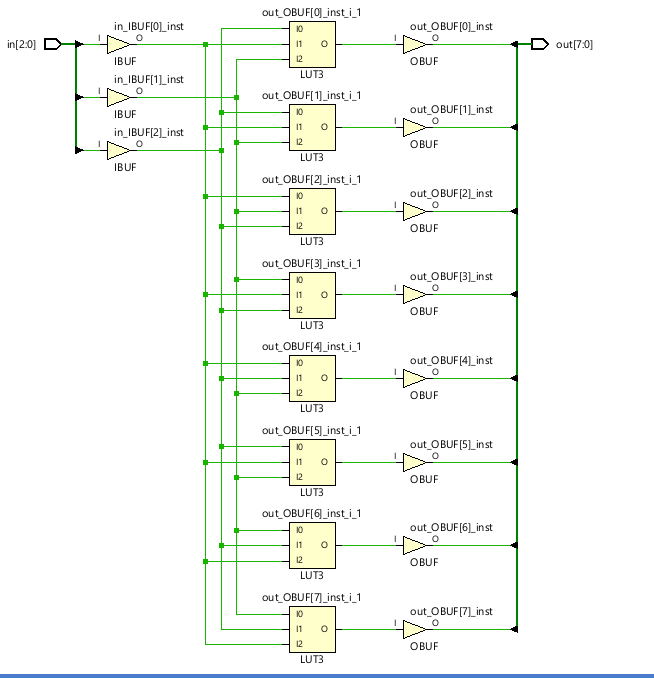 in[2:0]
in_IBUF[0]_inst
I
O
IBUF
in_IBUF[1]_inst
I
O
IBUF
in_IBUF[2]_inst
I
O
IBUF
out_OBUF[0]_inst_i_1
I0
I1
O
I2
LUT3
out_OBUF[0]_inst
I
O
OBUF
out[7:0]
out_OBUF[1]_inst_i_1
I0
I1
O
I2
LUT3
out_OBUF[1]_inst
I
O
OBUF
out_OBUF[2]_inst_i_1
I0
I1
O
I2
LUT3
out_OBUF[2]_inst
I
O
OBUF
out_OBUF[3]_inst_i_1
I0
I1
O
I2
LUT3
out_OBUF[3]_inst
I
O
OBUF
out_OBUF[4]_inst_i_1
I0
I1
O
I2
LUT3
out_OBUF[4]_inst
I
O
OBUF
out_OBUF[5]_inst_i_1
I0
I1
O
I2
LUT3
out_OBUF[5]_inst
I
O
OBUF
out_OBUF[6]_inst_i_1
I0
I1
O
I2
LUT3
out_OBUF[6]_inst
I
O
OBUF
out_OBUF[7]_inst_i_1
I0
I1
O
I2
LUT3
out_OBUF[7]_inst
I
O
OBUF